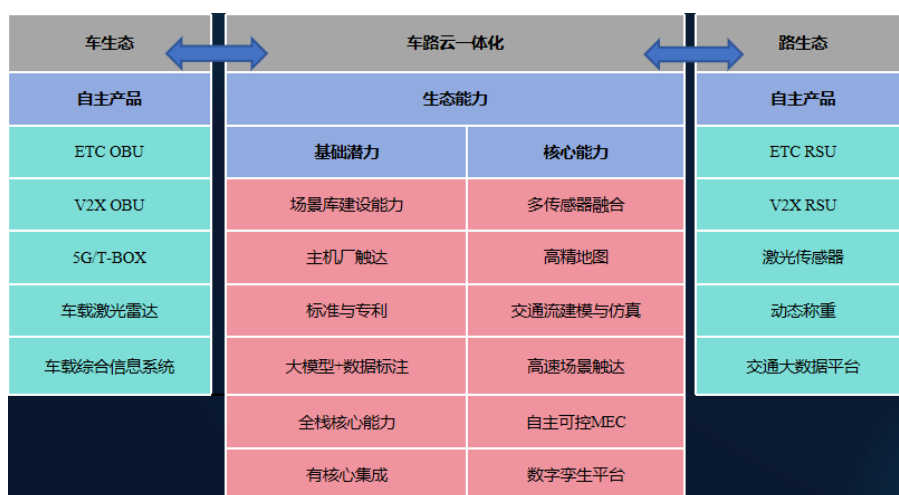 车生态
车路云一体化
路生态
自主产品
生态能力
自主产品
ETC OBU
基础潜力
核心能力
ETC RSU
V2X OBU
场景库建设能力
多传感器融合
V2X RSU
5G/T-BOX
主机厂触达
高精地图
激光传感器
车载激光雷达
标准与专利
交通流建模与仿真
动态称重
车载综合信息系统
大模型+数据标注
高速场景触达
交通大数据平台
全栈核心能力
自主可控MEC
有核心集成
数字孪生平台